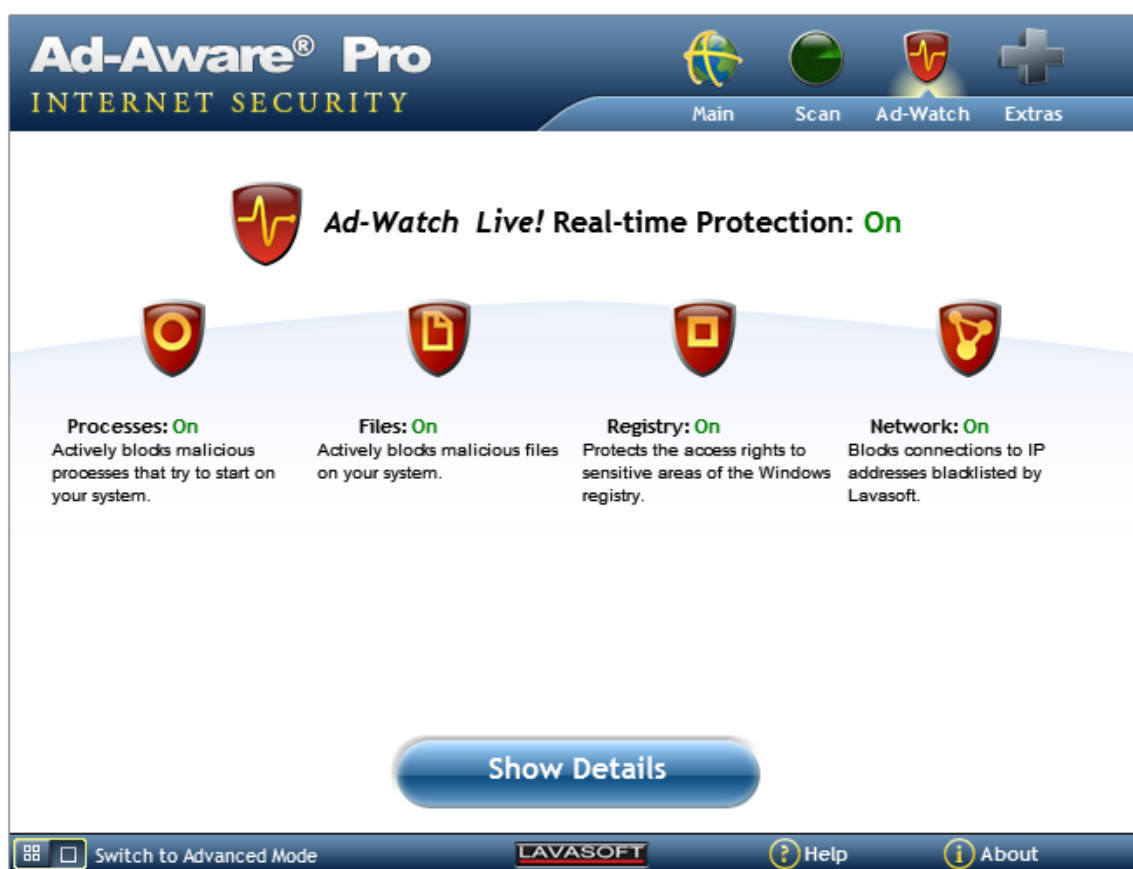 Ad-Aware® Pro
INTERNET SECURITY
Main Scan Ad-Watch Extras
Ad-Watch Live! Real-time Protection: On
Processes: On
Actively blocks malicious
processes that try to start on
your system.
Files: On
Actively blocks malicious files
on your system.
Registry: On
Protects the access rights to
sensitive areas of the Windows
registry.
Network: On
Blocks connections to IP
addresses blacklisted by
Lavasoft.
Show Details
Switch to Advanced Mode LAVASOFT ? Help i About